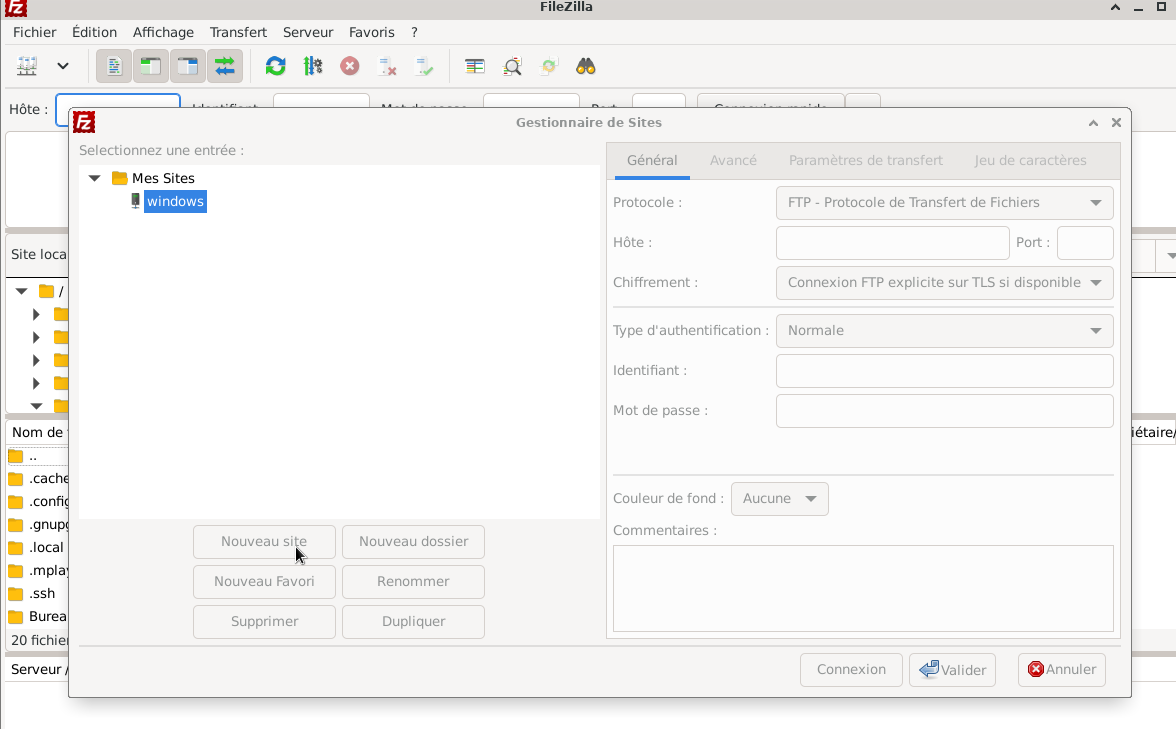 FileZilla
Fichier Édition Affichage Transfert Serveur Favoris ?
Hôte :
Gestionnaire de Sites
Selectionnez une entrée :
Mes Sites
windows
Général Avancé Paramètres de transfert Jeu de caractères
Protocole : FTP - Protocole de Transfert de Fichiers
Hôte : Port :
Chiffrement : Connexion FTP explicite sur TLS si disponible
Type d'authentification : Normale
Identifiant :
Mot de passe :
Couleur de fond : Aucune
Commentaires :
Nouveau site Nouveau dossier
Nouveau Favori Renommer
Supprimer Dupliquer
Connexion Valider Annuler
Site loca
/
Nom de
iétaire/
..
.cache
.config
.gnupg
.local
.mplay
.ssh
Burea
20 fichie
Serveur /